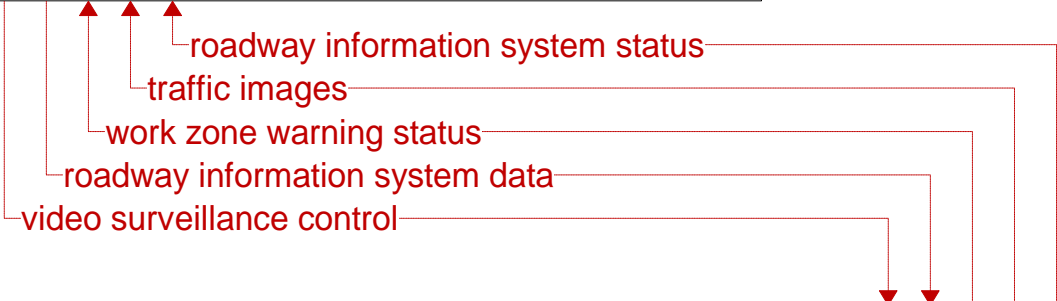 roadway information system status
traffic images
work zone warning status
roadway information system data
video surveillance control